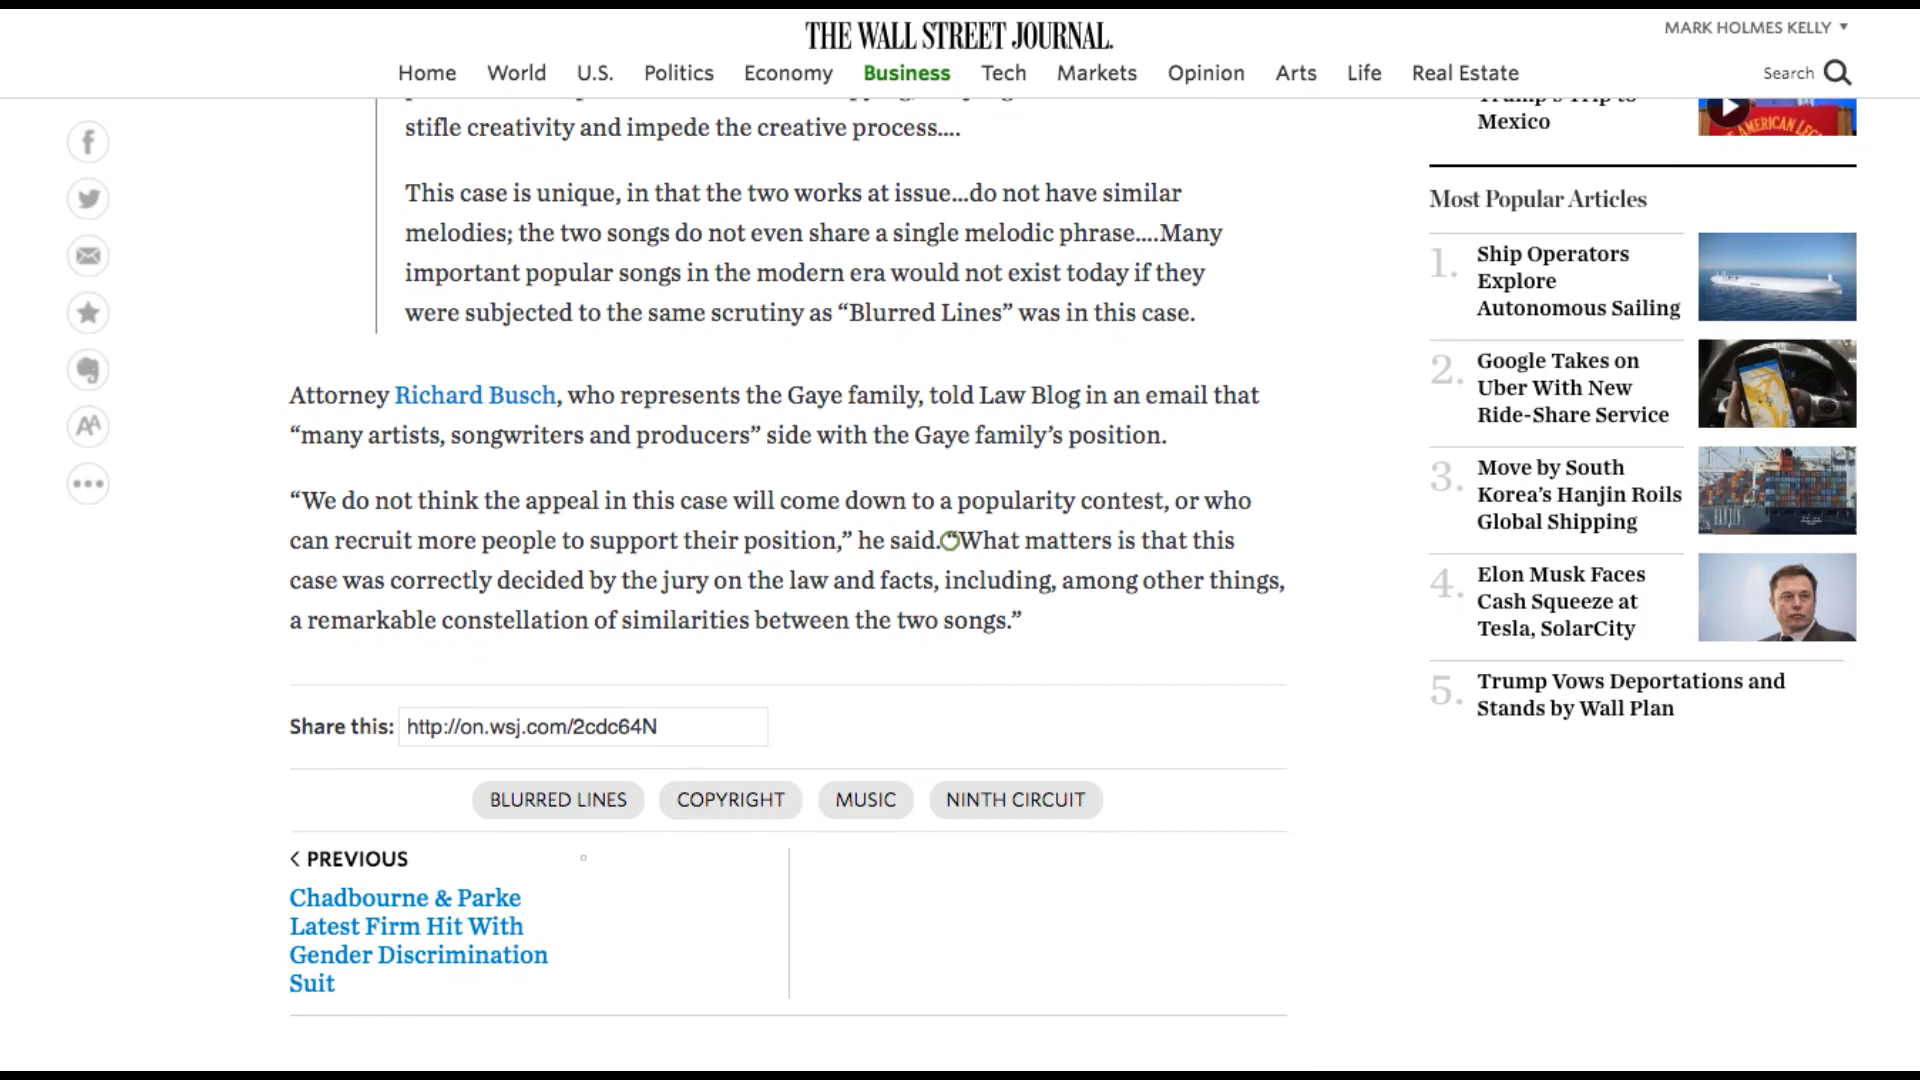 THE WALL STREET JOURNAL.
MARK HOLMES KELLY
Home World U.S. Politics Economy Business Tech Markets Opinion Arts Life Real Estate
Search
stifle creativity and impede the creative process....
This case is unique, in that the two works at issue...do not have similar
melodies; the two songs do not even share a single melodic phrase....Many
important popular songs in the modern era would not exist today if they
were subjected to the same scrutiny as “Blurred Lines” was in this case.
Attorney Richard Busch, who represents the Gaye family, told Law Blog in an email that
“many artists, songwriters and producers” side with the Gaye family’s position.
“We do not think the appeal in this case will come down to a popularity contest, or who
can recruit more people to support their position,” he said. “What matters is that this
case was correctly decided by the jury on the law and facts, including, among other things,
a remarkable constellation of similarities between the two songs.”
Share this: http://on.wsj.com/2cdc64N
BLURRED LINES COPYRIGHT MUSIC NINTH CIRCUIT
< PREVIOUS
Chadbourne & Parke
Latest Firm Hit With
Gender Discrimination
Suit
Trump’s Trip to
Mexico
AMERICAN LEG
Most Popular Articles
1. Ship Operators
Explore
Autonomous Sailing
2. Google Takes on
Uber With New
Ride-Share Service
3. Move by South
Korea’s Hanjin Roils
Global Shipping
HANJIN
4. Elon Musk Faces
Cash Squeeze at
Tesla, SolarCity
5. Trump Vows Deportations and
Stands by Wall Plan